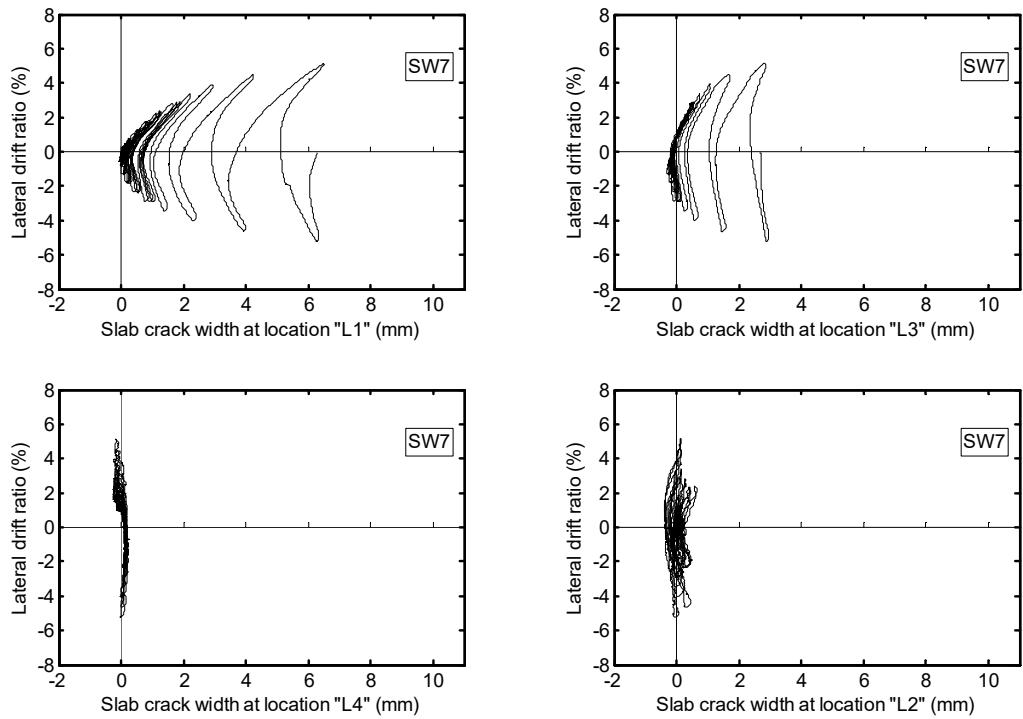 8
6
4
2
0
-2
-4
-6
-8
Lateral drift ratio (%)
SW7
-2 0 2 4 6 8 10
Slab crack width at location "L1" (mm)
8
6
4
2
0
-2
-4
-6
-8
Lateral drift ratio (%)
SW7
-2 0 2 4 6 8 10
Slab crack width at location "L3" (mm)
8
6
4
2
0
-2
-4
-6
-8
Lateral drift ratio (%)
SW7
-2 0 2 4 6 8 10
Slab crack width at location "L4" (mm)
8
6
4
2
0
-2
-4
-6
-8
Lateral drift ratio (%)
SW7
-2 0 2 4 6 8 10
Slab crack width at location "L2" (mm)